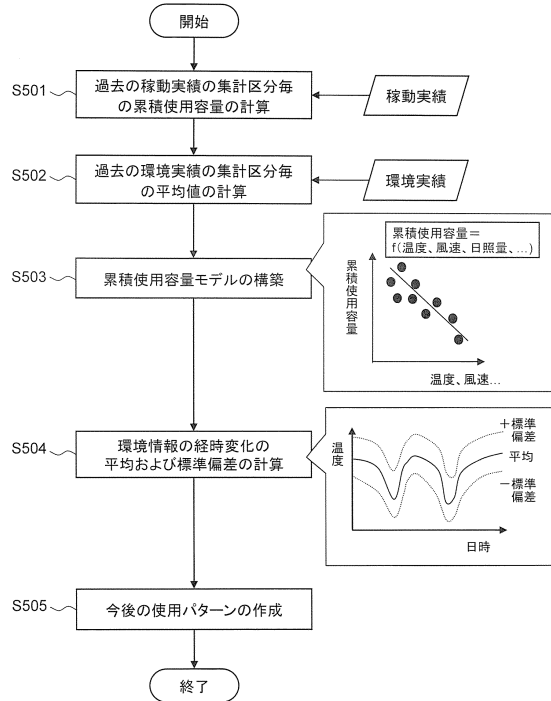 開始
S501
過去の稼動実績の集計区分毎
の累積使用容量の計算
稼動実績
S502
過去の環境実績の集計区分毎
の平均値の計算
環境実績
S503
累積使用容量モデルの構築
累積使用容量=
f(温度、風速、日照量、…)
累積使用容量
温度、風速…
S504
環境情報の経時変化の
平均および標準偏差の計算
温度
+標準
偏差
平均
-標準
偏差
日時
S505
今後の使用パターンの作成
終了